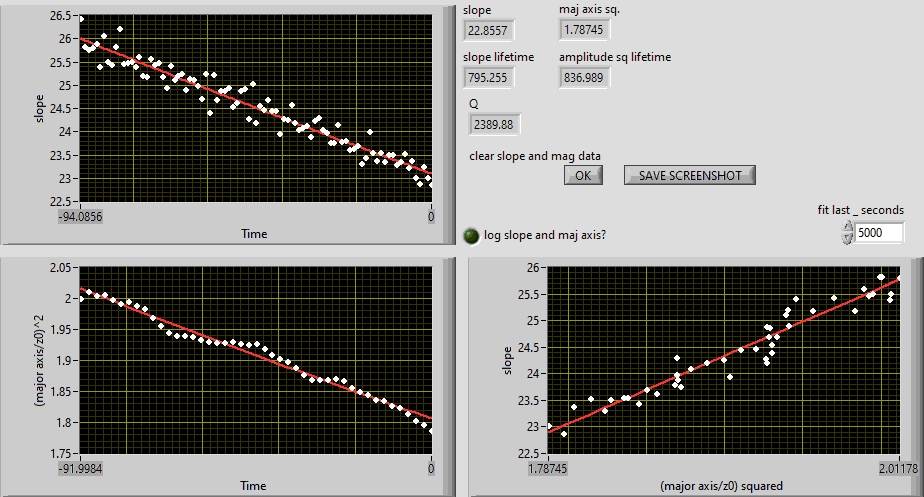 slope
maj axis sq.
22.8557
1.78745
slope lifetime
amplitude sq lifetime
795.255
836.989
Q
2389.88
clear slope and mag data
OK
SAVE SCREENSHOT
fit last _ seconds
5000
log slope and maj axis?
26.5
26
25.5
25
24.5
24
23.5
23
22.5
slope
-94.0856
0
Time
2.05
2
1.95
1.9
1.85
1.8
1.75
(major axis/z0)^2
-91.9984
0
Time
26
25.5
25
24.5
24
23.5
23
22.5
slope
1.78745
2.01178
(major axis/z0) squared